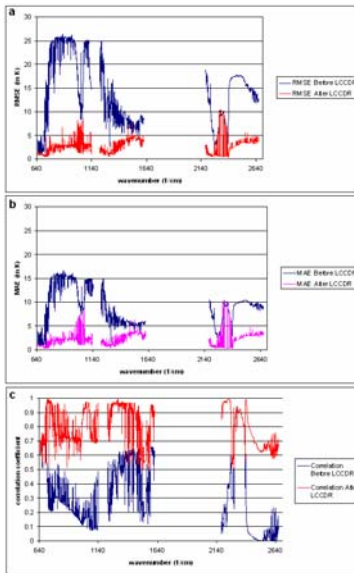 a
30
25
20
15
10
5
0
RMSE (in K)
640 1140 1640 2140 2640
wavenumber (1/cm)
RMSE Before LCCDR
RMSE After LCCDR
b
30
25
20
15
10
5
0
MAE (in K)
640 1140 1640 2140 2640
wavenumber (1/cm)
MAE Before LCCDR
MAE After LCCDR
c
1
0.9
0.8
0.7
0.6
0.5
0.4
0.3
0.2
0.1
0
correlation coefficient
640 1140 1640 2140 2640
wavenumber (1/cm)
Correlation
Before LCCDR
Correlation After
LCCDR